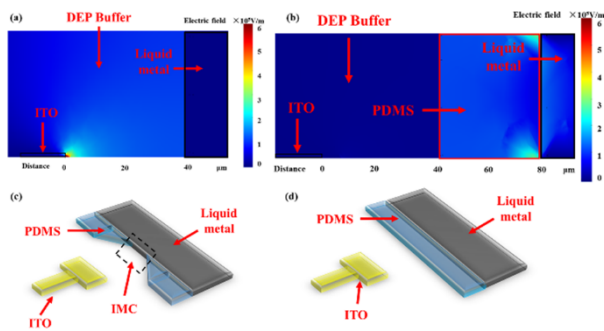 (a)
Electric field
×10⁶V/m
DEP Buffer
Liquid
metal
ITO
6
5
4
3
2
1
0
Distance
0
20
40
μm
(b)
Electric field
×10⁶V/m
DEP Buffer
Liquid
metal
ITO
PDMS
6
5
4
3
2
1
0
Distance
0
20
40
60
80
μm
(c)
Liquid
metal
PDMS
IMC
ITO
(d)
Liquid
metal
PDMS
ITO